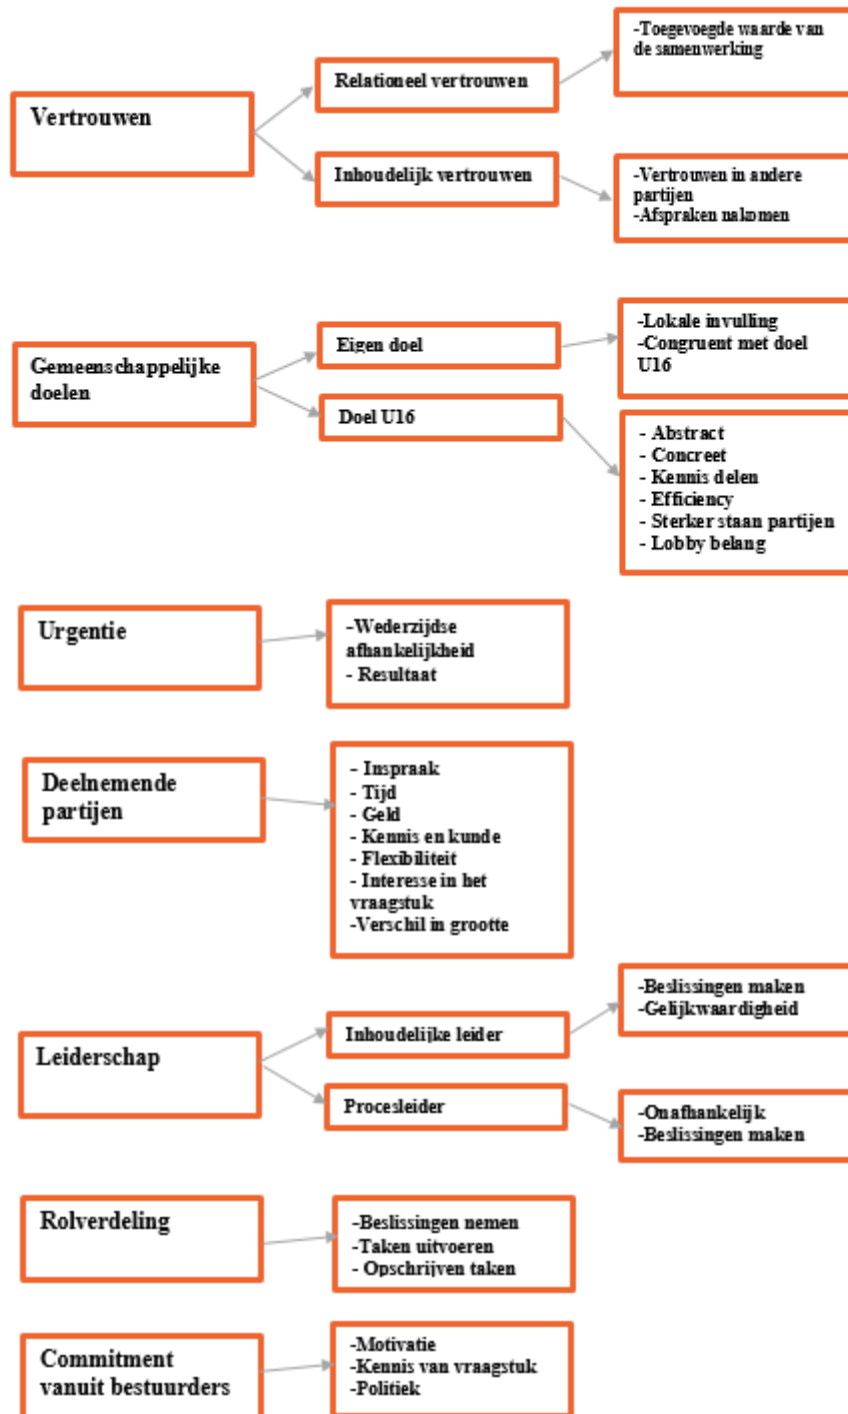 Vertrouwen
Relationeel vertrouwen
-Toegevoegde waarde van
de samenwerking
Inhoudelijk vertrouwen
-Vertrouwen in andere
partijen
-Afspraken nakomen
Gemeenschappelijke
doelen
Eigen doel
-Lokale invulling
-Congruent met doel
U16
Doel U16
- Abstract
- Concreet
- Kennis delen
- Efficiency
- Sterker staan partijen
- Lobby belang
Urgentie
-Wederzijdse
afhankelijkheid
- Resultaat
Deelnemende
partijen
- Inspraak
- Tijd
- Geld
- Kennis en kunde
- Flexibiliteit
- Interesse in het
vraagstuk
-Verschil in grootte
Leiderschap
Inhoudelijke leider
-Beslissingen maken
-Gelijkwaardigheid
Procesleider
-Onafhankelijk
-Beslissingen maken
Rolverdeling
-Beslissingen nemen
-Taken uitvoeren
- Opschrijven taken
Commitment
vanuit bestuurders
-Motivatie
-Kennis van vraagstuk
-Politiek